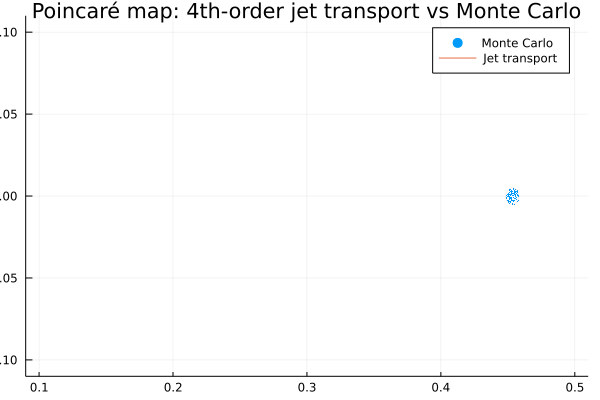 Poincaré map: 4th-order jet transport vs Monte Carlo
Monte Carlo
Jet transport
.10
.05
.00
.05
.10
0.1 0.2 0.3 0.4 0.5